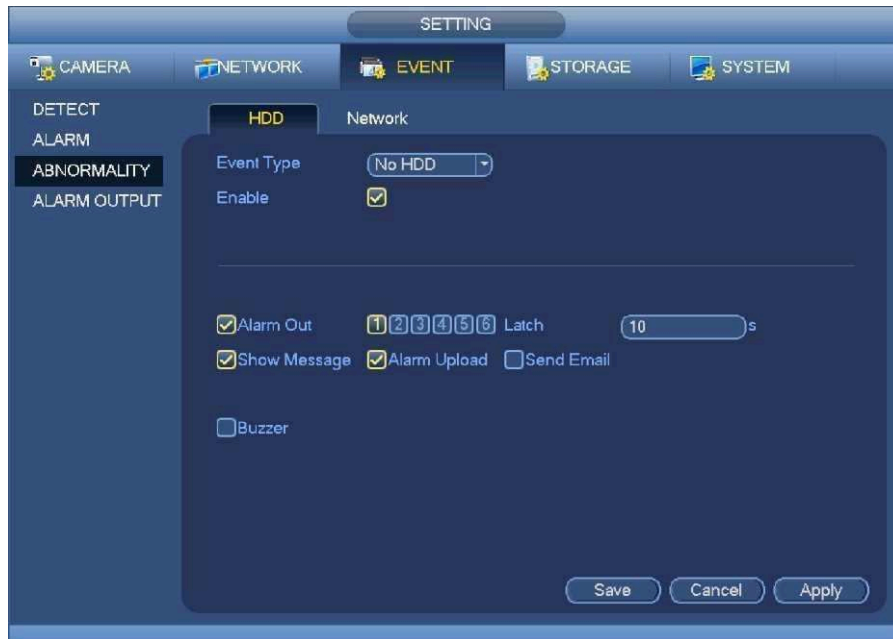 SETTING
CAMERA NETWORK EVENT STORAGE SYSTEM
DETECT
ALARM
ABNORMALITY
ALARM OUTPUT
HDD Network
Event Type No HDD
Enable
Alarm Out 1 2 3 4 5 6 Latch 10 s
Show Message Alarm Upload Send Email
Buzzer
Save Cancel Apply